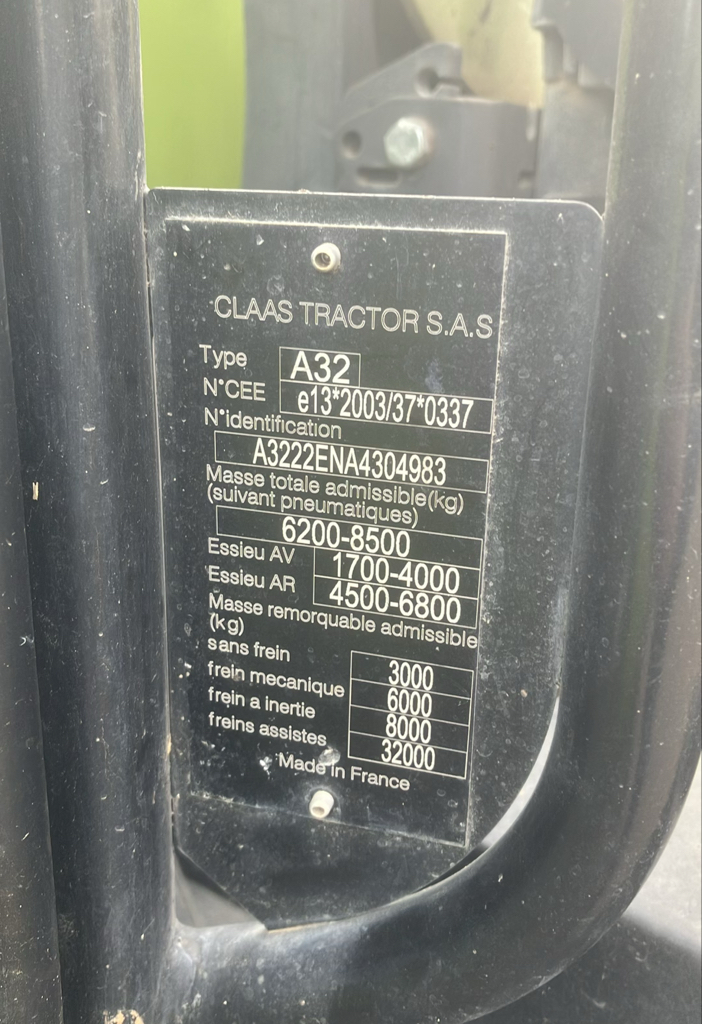 CLAAS TRACTOR S.A.S
Type A32
N°CEE e13*2003/37*0337
N°identification
A3222ENA4304983
Masse totale admissible(kg)
(suivant pneumatiques)
6200-8500
Essieu AV 1700-4000
Essieu AR 4500-6800
Masse remorquable admissible
(kg)
sans frein 3000
frein mecanique 6000
frein a inertie 8000
freins assistes 32000
Made in France